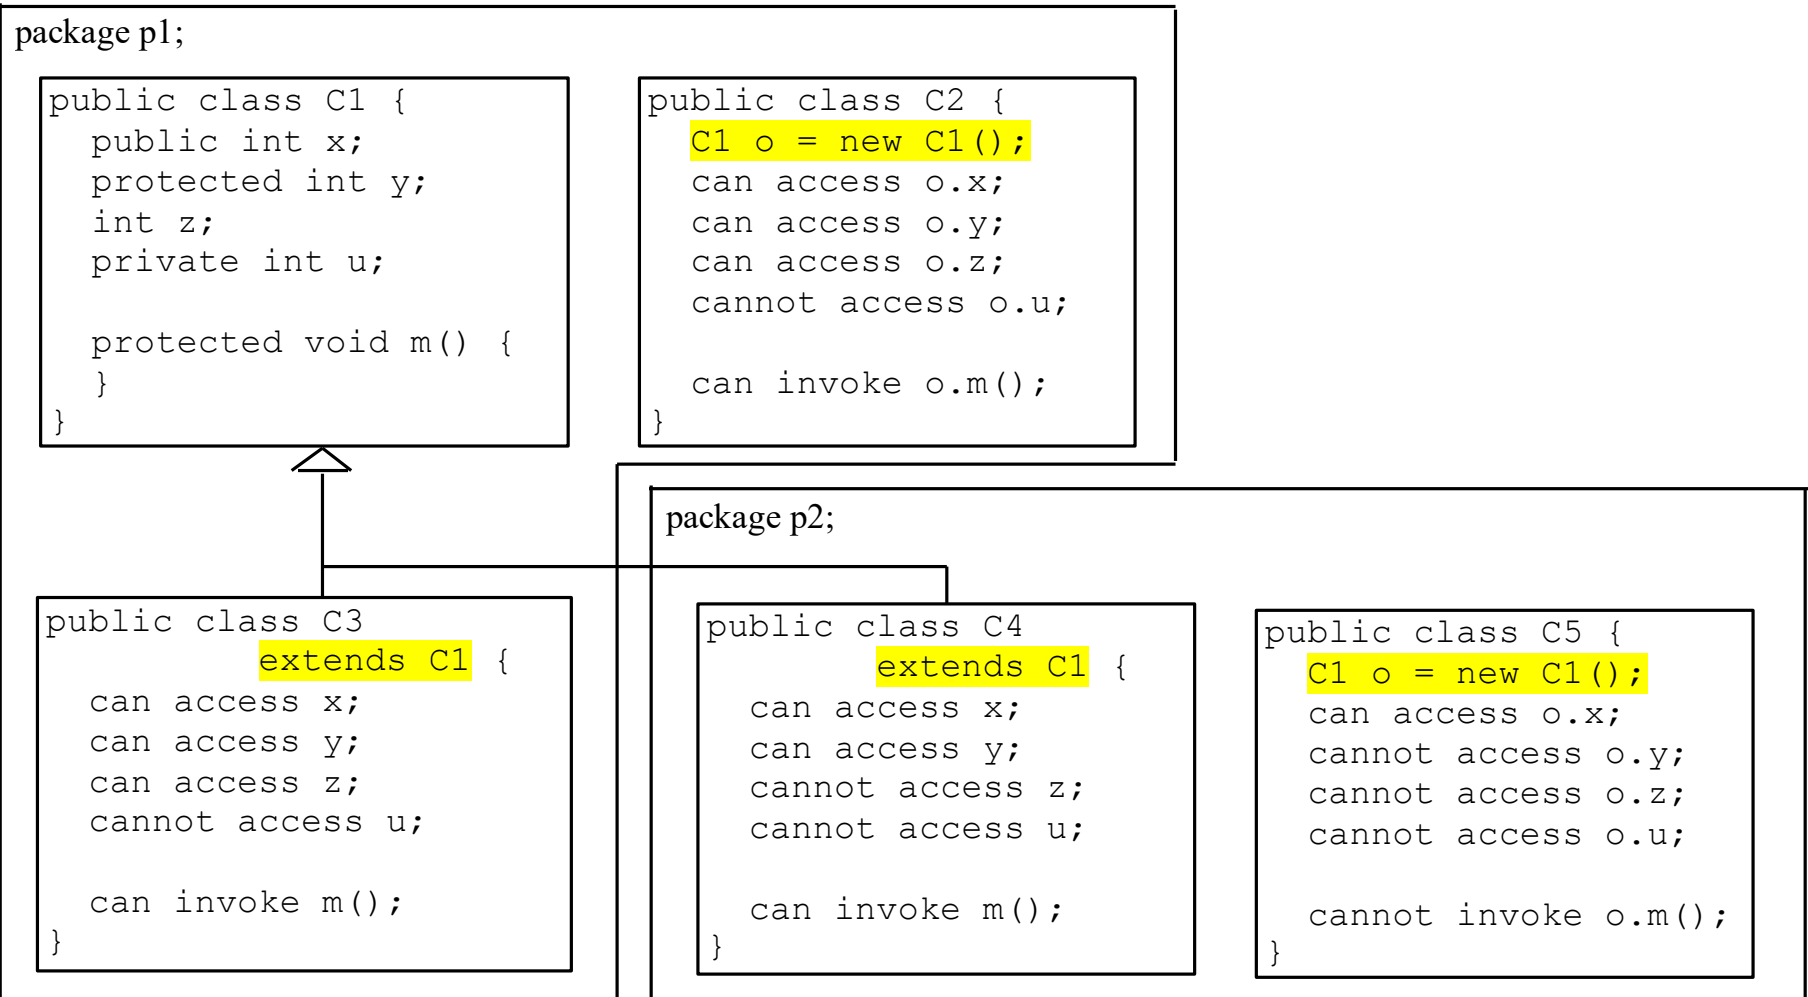 package p1;
public class C1 {
public int x;
protected int y;
int z;
private int u;
protected void m() {
}
}
public class C2 {
C1 o = new C1();
can access o.x;
can access o.y;
can access o.z;
cannot access o.u;
can invoke o.m();
}
public class C3
extends C1 {
can access x;
can access y;
can access z;
cannot access u;
can invoke m();
}
package p2;
public class C4
extends C1 {
can access x;
can access y;
cannot access z;
cannot access u;
can invoke m();
}
public class C5 {
C1 o = new C1();
can access o.x;
cannot access o.y;
cannot access o.z;
cannot access o.u;
cannot invoke o.m();
}